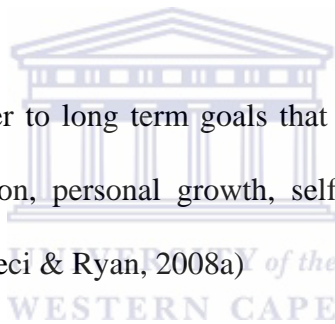 er to long term goals that
on, personal growth, self
UNIVERSITY of the
eci & Ryan, 2008a)
WESTERN CAPE